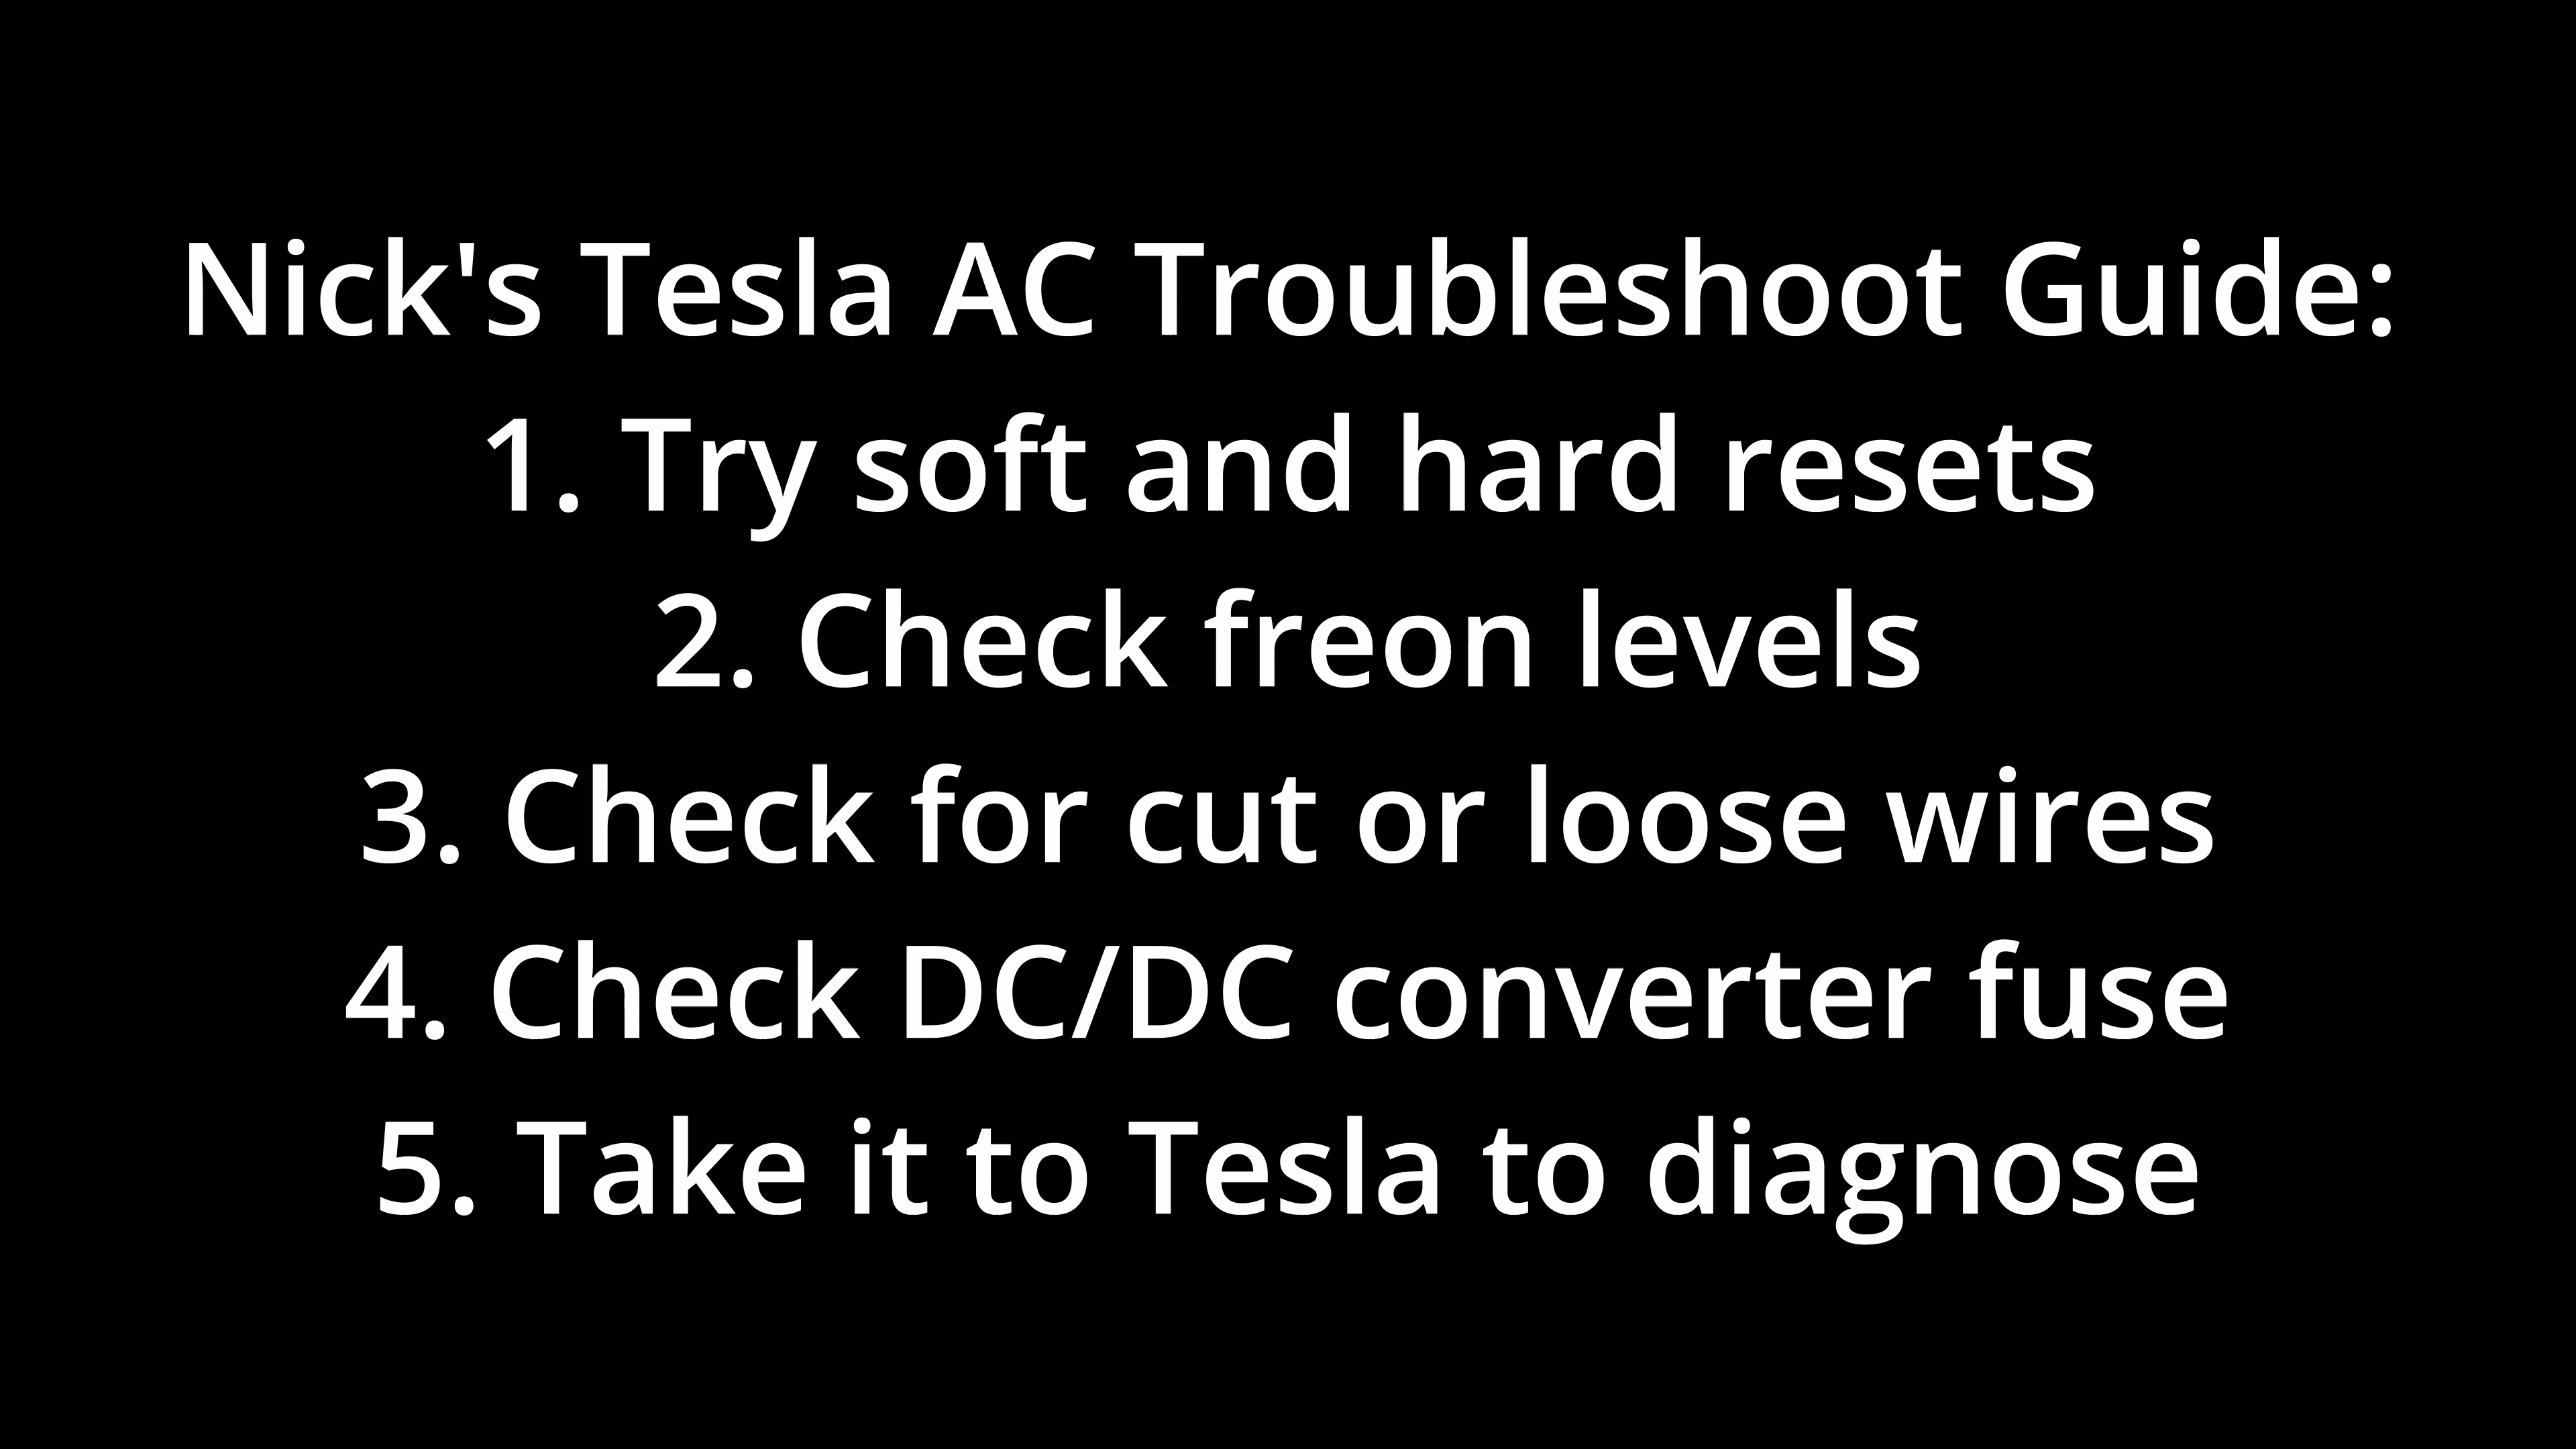 Nick's Tesla AC Troubleshoot Guide:
1. Try soft and hard resets
2. Check freon levels
3. Check for cut or loose wires
4. Check DC/DC converter fuse
5. Take it to Tesla to diagnose